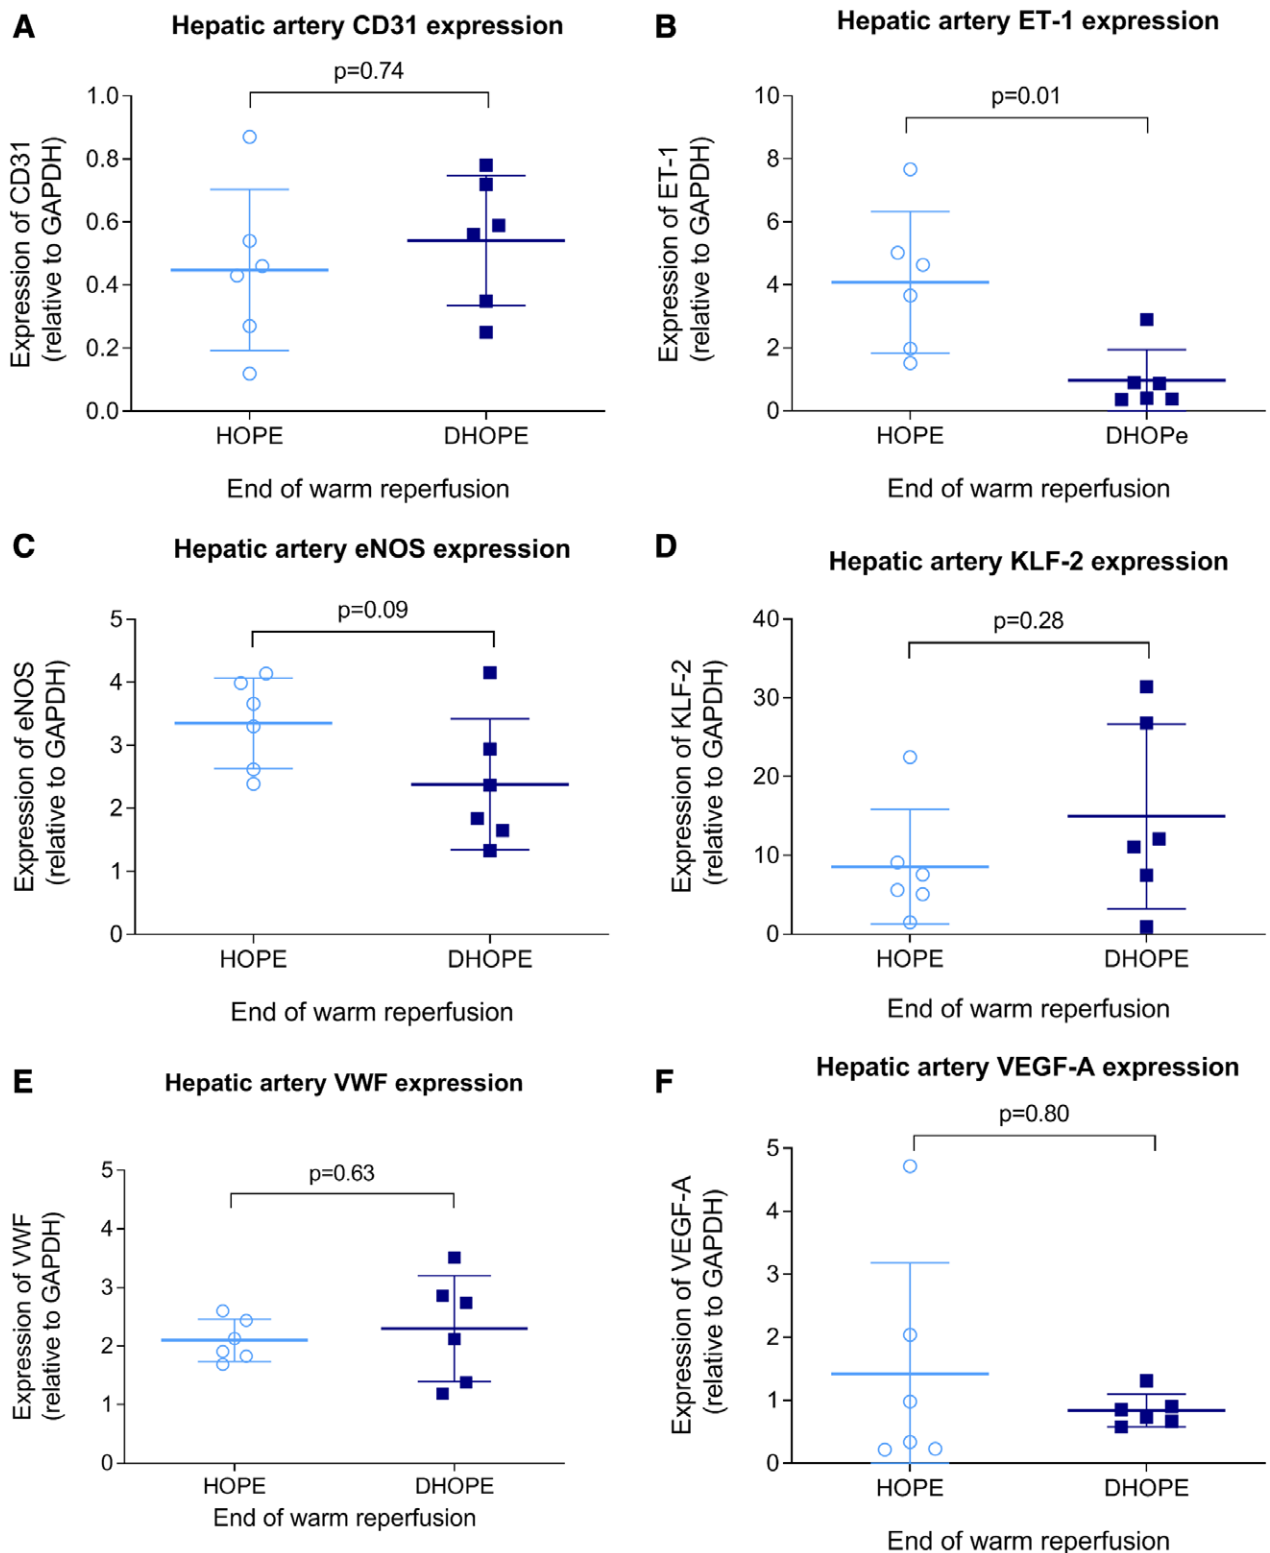 A
Hepatic artery CD31 expression
p=0.74
Expression of CD31
(relative to GAPDH)
1.0
0.8
0.6
0.4
0.2
0.0
HOPE
DHOPE
End of warm reperfusion
B
Hepatic artery ET-1 expression
p=0.01
Expression of ET-1
(relative to GAPDH)
10
8
6
4
2
0
HOPE
DHOPe
End of warm reperfusion
C
Hepatic artery eNOS expression
p=0.09
Expression of eNOS
(relative to GAPDH)
5
4
3
2
1
0
HOPE
DHOPE
End of warm reperfusion
D
Hepatic artery KLF-2 expression
p=0.28
Expression of KLF-2
(relative to GAPDH)
40
30
20
10
0
HOPE
DHOPE
End of warm reperfusion
E
Hepatic artery VWF expression
p=0.63
Expression of VWF
(relative to GAPDH)
5
4
3
2
1
0
HOPE
DHOPE
End of warm reperfusion
F
Hepatic artery VEGF-A expression
p=0.80
Expression of VEGF-A
(relative to GAPDH)
5
4
3
2
1
0
HOPE
DHOPE
End of warm reperfusion